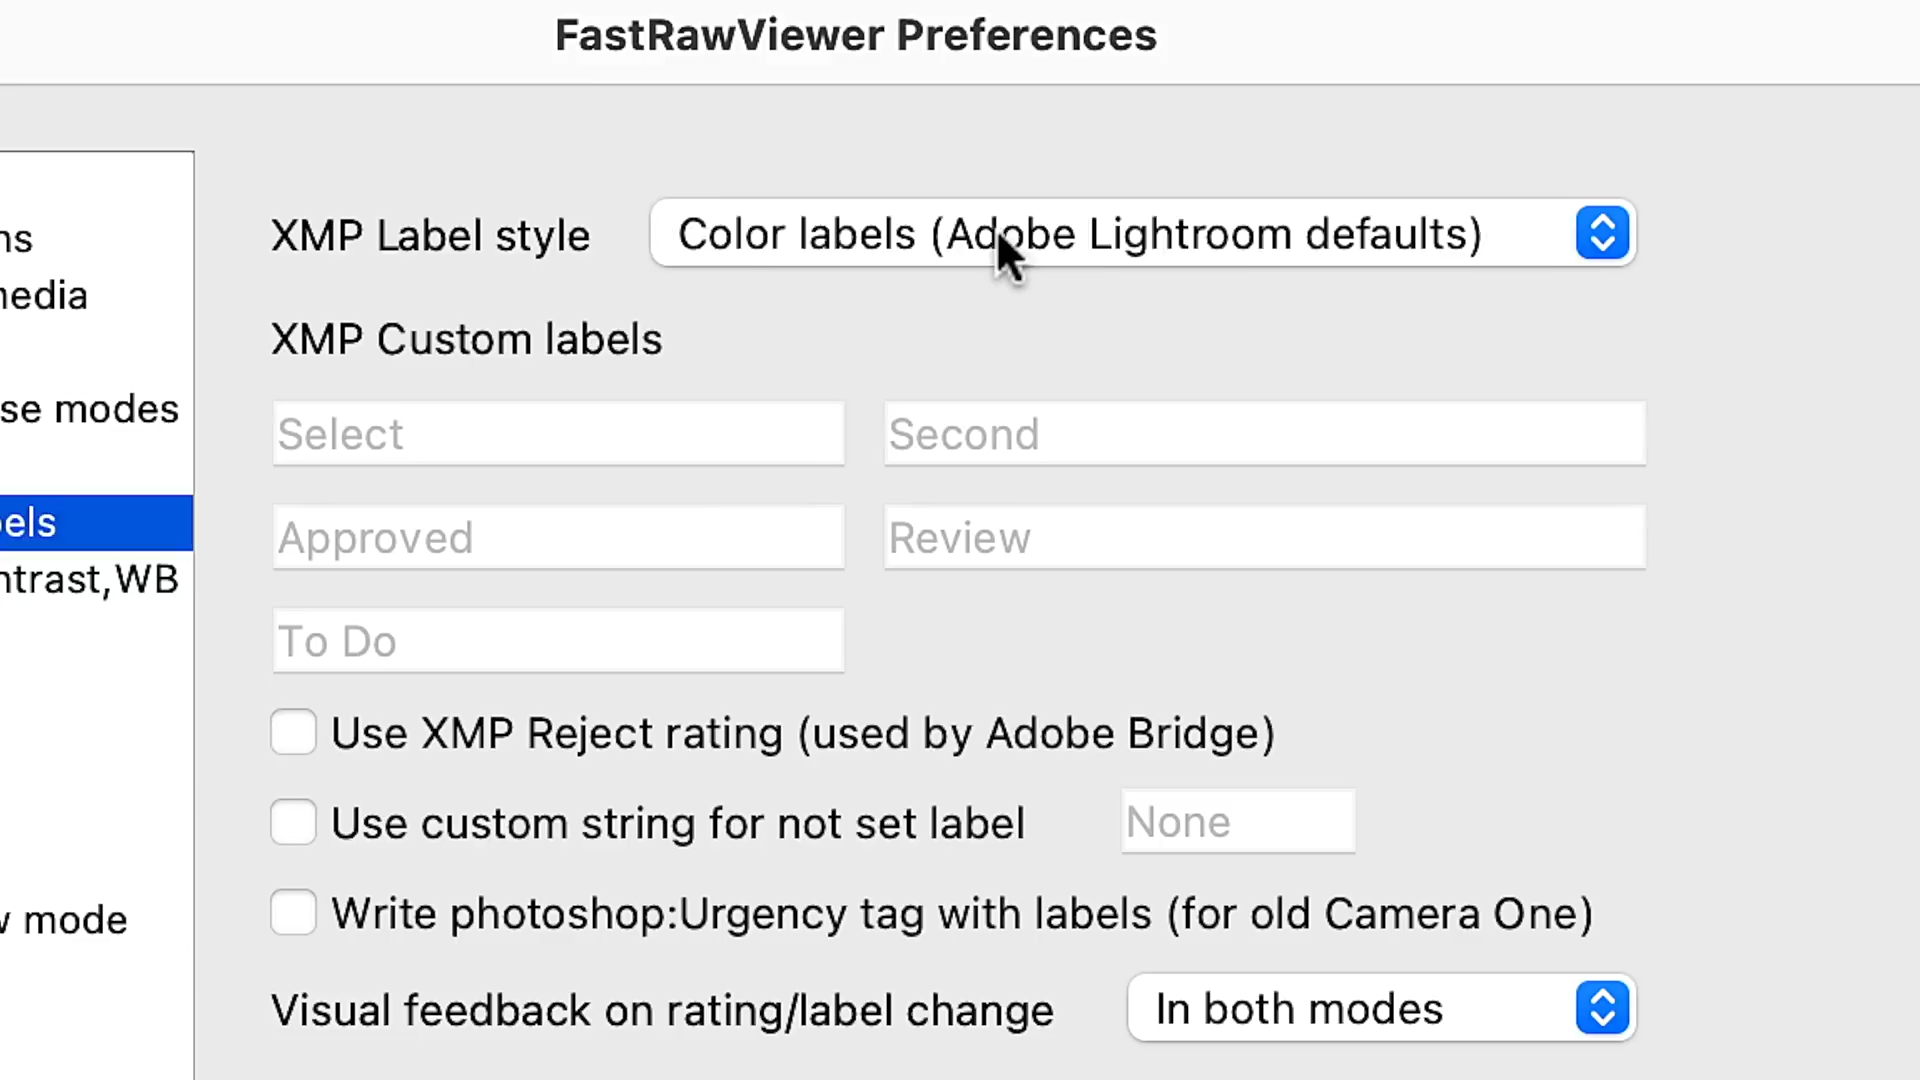 FastRawViewer Preferences
ns
nedia
se modes
els
ntrast,WB
mode
XMP Label style
Color labels (Adobe Lightroom defaults)
XMP Custom labels
Select
Second
Approved
Review
To Do
Use XMP Reject rating (used by Adobe Bridge)
Use custom string for not set label
None
Write photoshop:Urgency tag with labels (for old Camera One)
Visual feedback on rating/label change
In both modes